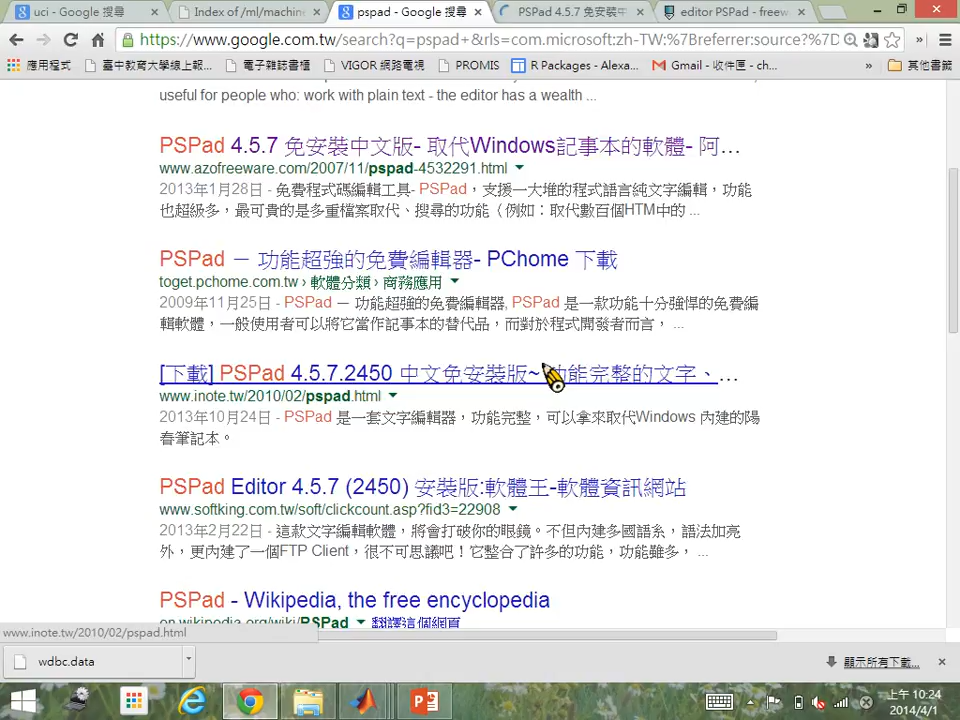 uci - Google 搜尋
Index of /ml/machine
pspad - Google 搜尋
PSPad 4.5.7 免安裝中
editor PSPad - freew
https://www.google.com.tw/search?q=pspad+&rls=com.microsoft:zh-TW:%7Breferrer:source?%7D
應用程式
臺中教育大學線上報...
電子雜誌書櫃
VIGOR 網路電視
PROMIS
R Packages - Alexa...
Gmail - 收件匣 - ch...
其他書籤
useful for people who: work with plain text - the editor has a wealth ...
PSPad 4.5.7 免安裝中文版- 取代Windows記事本的軟體- 阿...
www.azofreeware.com/2007/11/pspad-4532291.html
2013年1月28日 - 免費程式碼編輯工具- PSPad，支援一大堆的程式語言純文字編輯，功能
也超級多，最可貴的是多重檔案取代、搜尋的功能（例如：取代數百個HTM中的 ...
PSPad － 功能超強的免費編輯器- PChome 下載
toget.pchome.com.tw › 軟體分類 › 商務應用
2009年11月25日 - PSPad － 功能超強的免費編輯器, PSPad 是一款功能十分強悍的免費編
輯軟體，一般使用者可以將它當作記事本的替代品，而對於程式開發者而言， ...
[下載] PSPad 4.5.7.2450 中文免安裝版~功能完整的文字、...
www.inote.tw/2010/02/pspad.html
2013年10月24日 - PSPad 是一套文字編輯器，功能完整，可以拿來取代Windows 內建的陽
春筆記本。
PSPad Editor 4.5.7 (2450) 安裝版:軟體王-軟體資訊網站
www.softking.com.tw/soft/clickcount.asp?fid3=22908
2013年2月22日 - 這款文字編輯軟體，將會打破你的眼鏡。不但內建多國語系，語法加亮
外，更內建了一個FTP Client，很不可思議吧！它整合了許多的功能，功能雖多， ...
PSPad - Wikipedia, the free encyclopedia
en.wikipedia.org/wiki/PSPad 翻譯這個網頁
www.inote.tw/2010/02/pspad.html
wdbc.data
顯示所有下載...
上午 10:24
2014/4/1